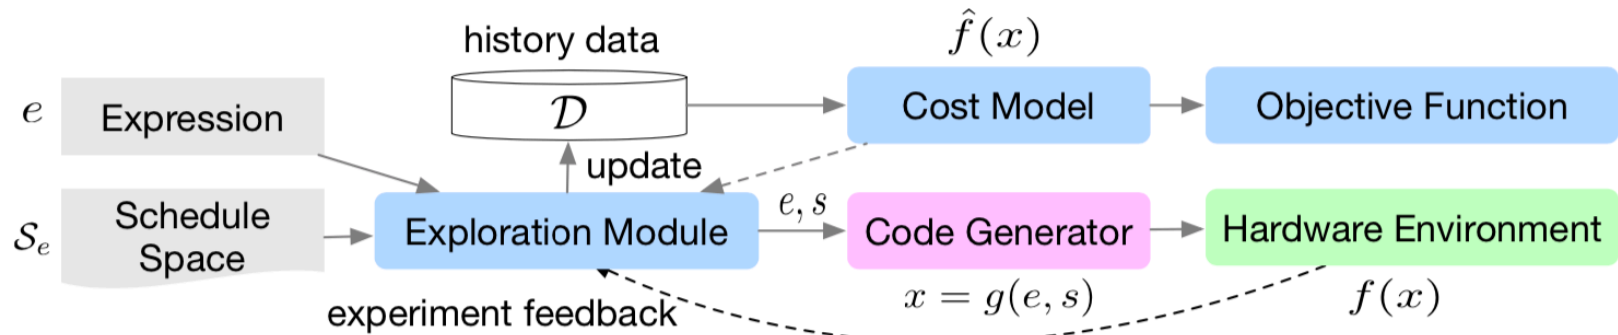 history data
f̂(x)
e
Expression
𝒟
Cost Model
Objective Function
update
𝒮ₑ
Schedule
Space
Exploration Module
e, s
Code Generator
Hardware Environment
experiment feedback
x = g(e, s)
f(x)